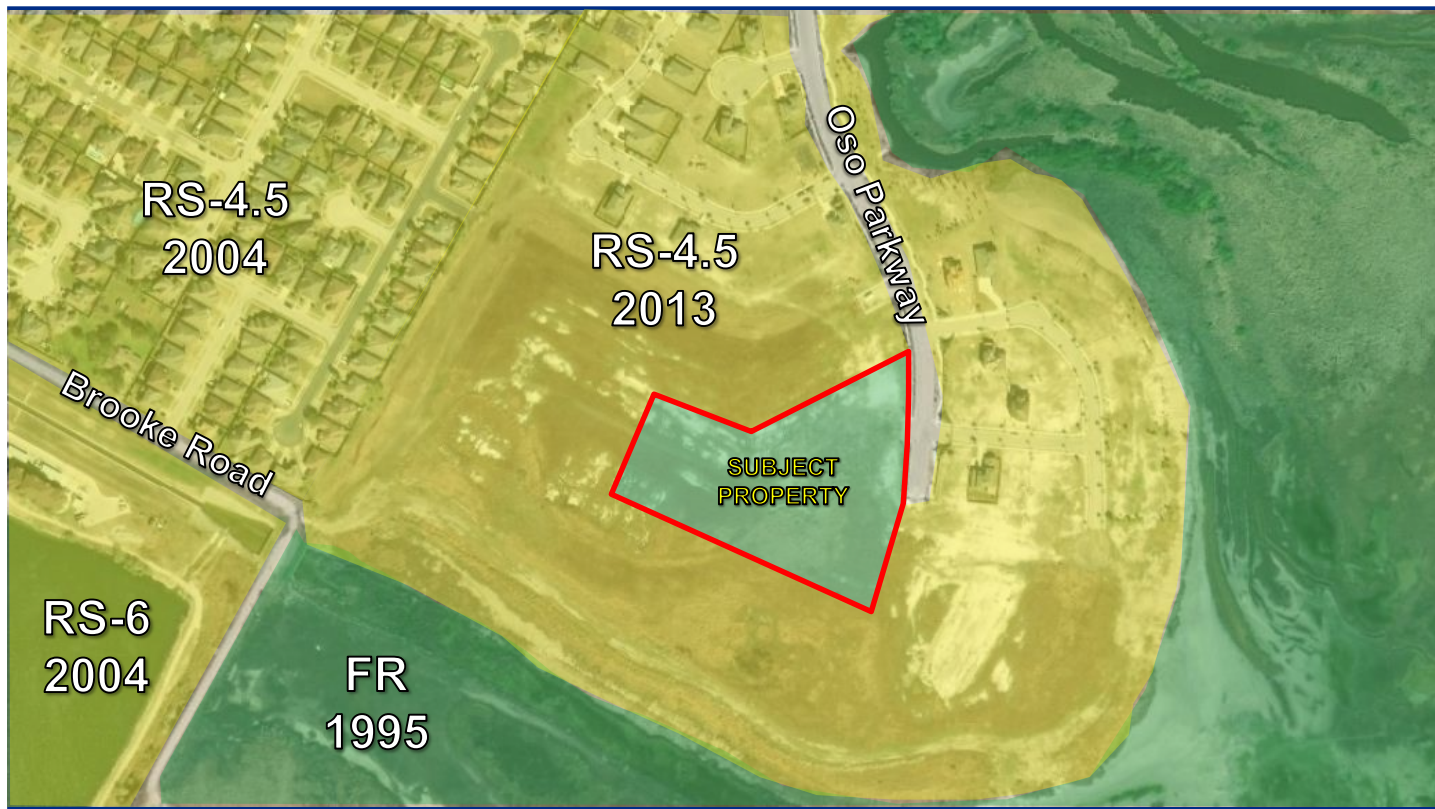 Oso Parkway
RS-4.5
2004
RS-4.5
2013
Brooke Road
SUBJECT
PROPERTY
RS-6
2004
FR
1995